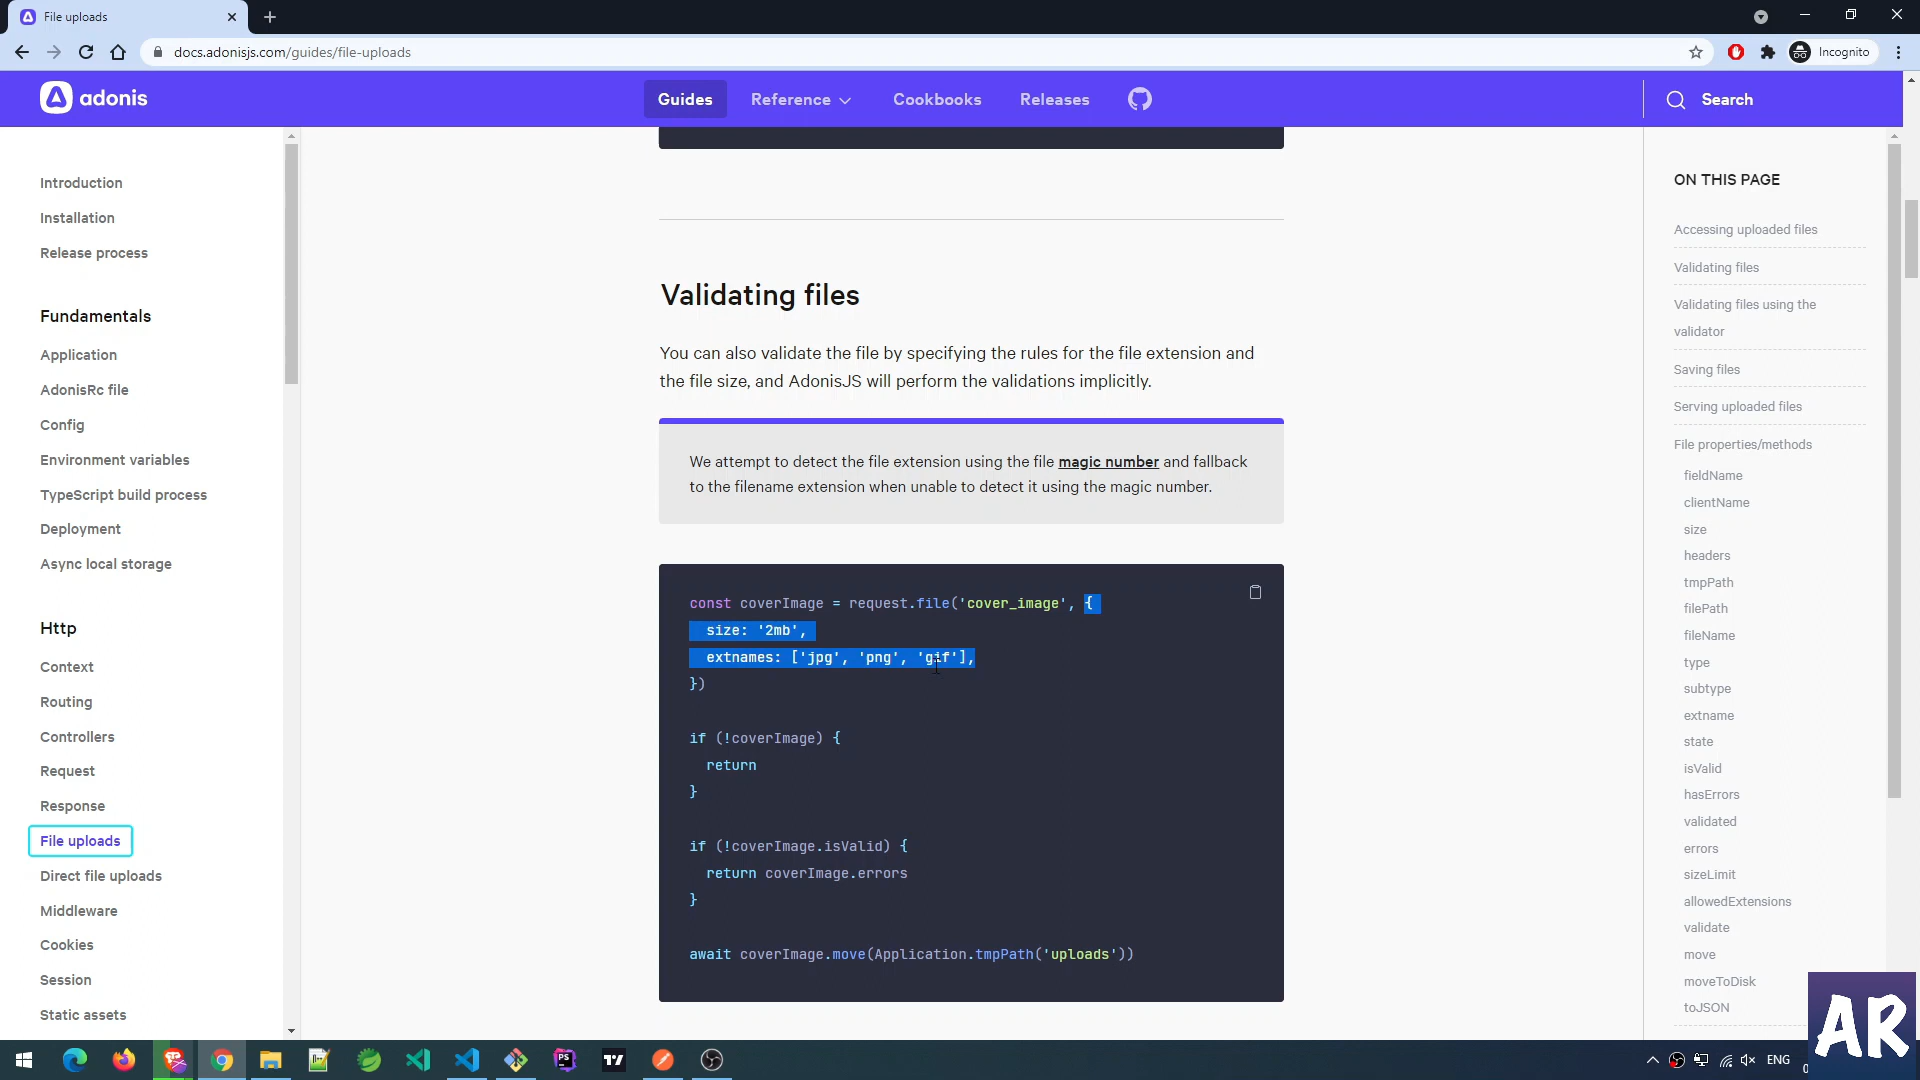 File uploads
docs.adonisjs.com/guides/file-uploads
Incognito
adonis
Guides
Reference
Cookbooks
Releases
Search
Introduction
Installation
Release process
Fundamentals
Application
AdonisRc file
Config
Environment variables
TypeScript build process
Deployment
Async local storage
Http
Context
Routing
Controllers
Request
Response
File uploads
Direct file uploads
Middleware
Cookies
Session
Static assets
Validating files
You can also validate the file by specifying the rules for the file extension and
the file size, and AdonisJS will perform the validations implicitly.
We attempt to detect the file extension using the file magic number and fallback
to the filename extension when unable to detect it using the magic number.
const coverImage = request.file('cover_image', {
size: '2mb',
extnames: ['jpg', 'png', 'gif'],
})
if (!coverImage) {
return
}
if (!coverImage.isValid) {
return coverImage.errors
}
await coverImage.move(Application.tmpPath('uploads'))
ON THIS PAGE
Accessing uploaded files
Validating files
Validating files using the
validator
Saving files
Serving uploaded files
File properties/methods
fieldName
clientName
size
headers
tmpPath
filePath
fileName
type
subtype
extname
state
isValid
hasErrors
validated
errors
sizeLimit
allowedExtensions
validate
move
moveToDisk
toJSON
AR
PS
ENG